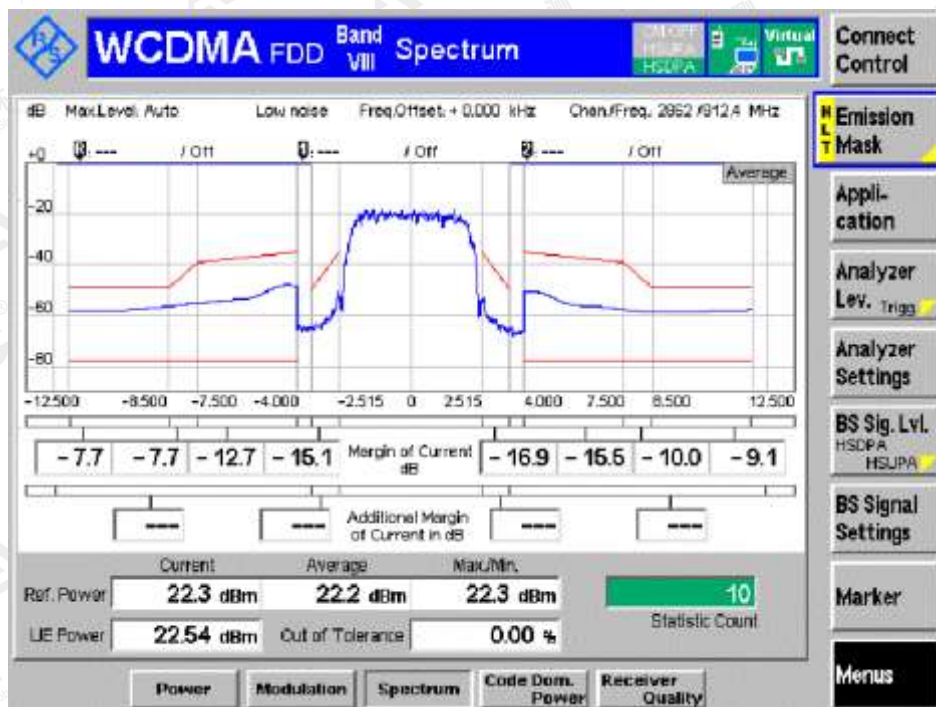 WCDMA FDD Band VIII Spectrum
HSDPA
Virtual
Connect Control
dB Max.Level: Auto Low noise Freq.Offset: + 0.000 kHz Chan./Freq.: 2862 /912.4 MHz
Emission Mask
+0 --- / Off 1: --- / Off 2: --- / Off
Average
Appli-
cation
-20
-40
-60
-80
Analyzer
Lev. Trigg.
Analyzer
Settings
-12.500 -8.500 -7.500 -4.000 -2.515 0 2.515 4.000 7.500 8.500 12.500
BS Sig. Lvl.
HSDPA
HSUPA
-7.7 -7.7 -12.7 -15.1 Margin of Current dB -16.9 -15.5 -10.0 -9.1
--- --- Additional Margin of Current in dB --- ---
BS Signal
Settings
Current Average Max./Min.
Ref. Power 22.3 dBm 22.2 dBm 22.3 dBm 10
Statistic Count
UE Power 22.54 dBm Out of Tolerance 0.00 %
Marker
Menus
Power Modulation Spectrum Code Dom. Power Receiver Quality